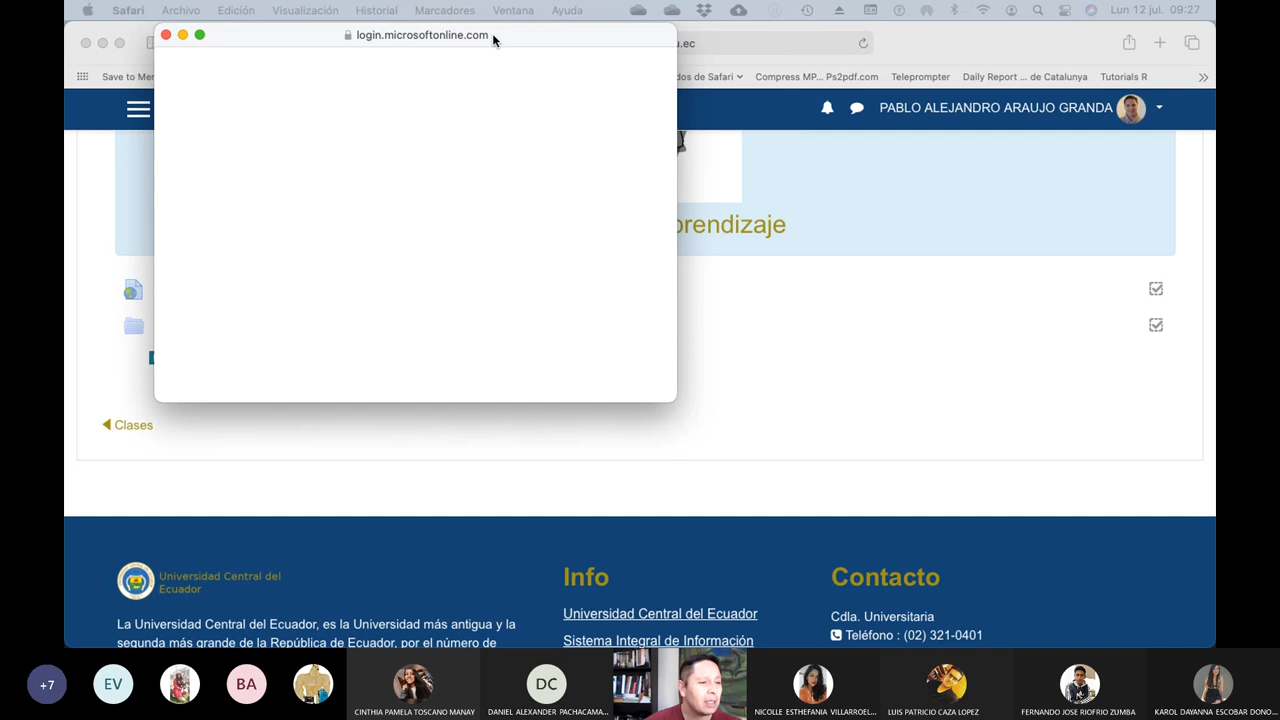 Safari Archivo Edición Visualización Historial Marcadores Ventana Ayuda Lun 12 jul. 09:27
login.microsoftonline.com
u.ec
Save to Mer
dos de Safari Compress MP... Ps2pdf.com Teleprompter Daily Report ... de Catalunya Tutorials R
PABLO ALEJANDRO ARAUJO GRANDA
prendizaje
Clases
Universidad Central del
Ecuador
La Universidad Central del Ecuador, es la Universidad más antigua y la
segunda más grande de la República de Ecuador, por el número de
Info
Universidad Central del Ecuador
Sistema Integral de Información
Contacto
Cdla. Universitaria
Teléfono : (02) 321-0401
+7 EV BA DC
CINTHIA PAMELA TOSCANO MANAY
DANIEL ALEXANDER PACHACAMA...
NICOLLE ESTHEFANIA VILLARROEL...
LUIS PATRICIO CAZA LOPEZ
FERNANDO JOSE RIOFRIO ZUMBA
KAROL DAYANNA ESCOBAR DONO...